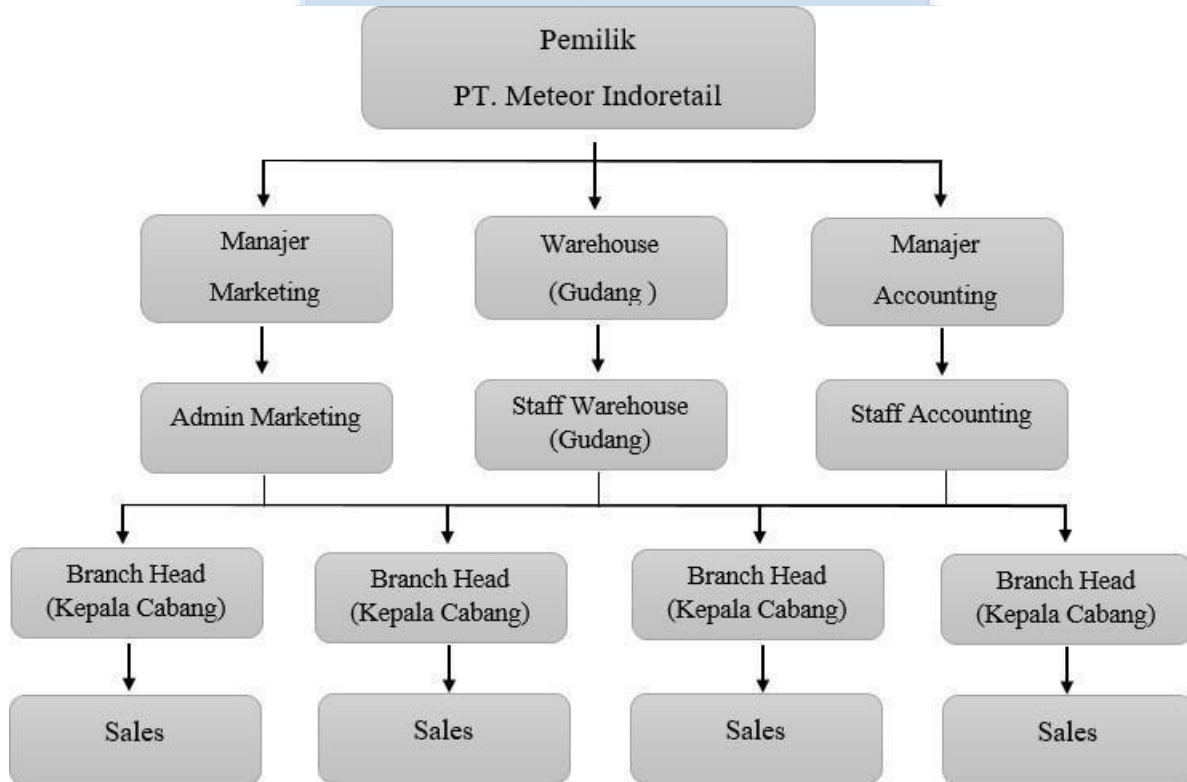 Pemilik
PT. Meteor Indoretail
Manajer
Marketing
Warehouse
(Gudang )
Manajer
Accounting
Admin Marketing
Staff Warehouse
(Gudang)
Staff Accounting
Branch Head
(Kepala Cabang)
Branch Head
(Kepala Cabang)
Branch Head
(Kepala Cabang)
Branch Head
(Kepala Cabang)
Sales
Sales
Sales
Sales